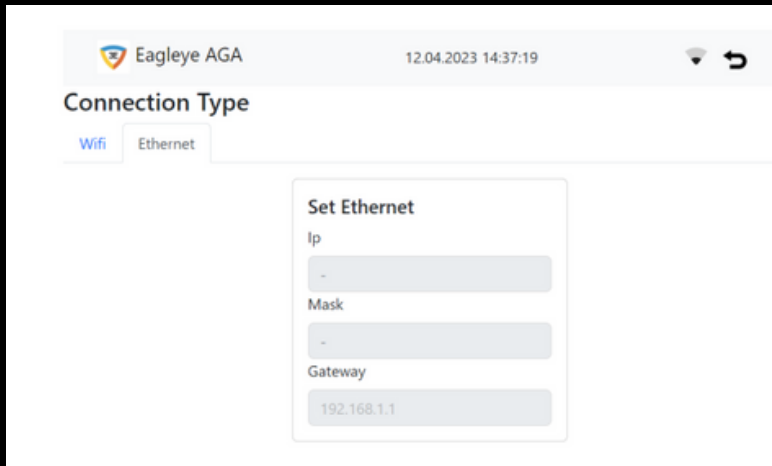 Eagleye AGA 12.04.2023 14:37:19
Connection Type
Wifi Ethernet
Set Ethernet
Ip
-
Mask
-
Gateway
192.168.1.1